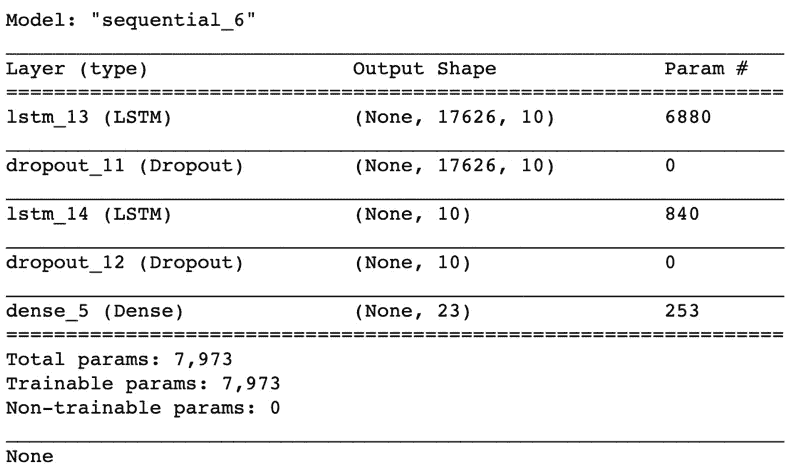 Model: "sequential_6"
Layer (type) Output Shape Param #
lstm_13 (LSTM) (None, 17626, 10) 6880
dropout_11 (Dropout) (None, 17626, 10) 0
lstm_14 (LSTM) (None, 10) 840
dropout_12 (Dropout) (None, 10) 0
dense_5 (Dense) (None, 23) 253
Total params: 7,973
Trainable params: 7,973
Non-trainable params: 0
None